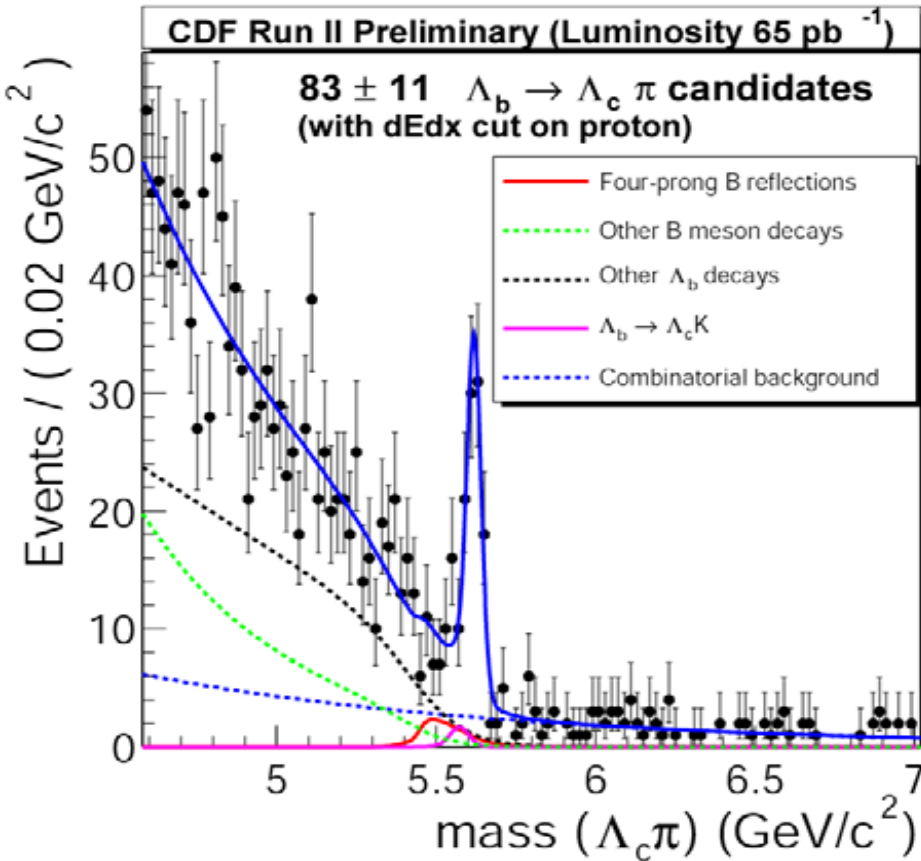 CDF Run II Preliminary (Luminosity 65 pb ⁻¹)
83 ± 11 Λb → Λc π candidates
(with dEdx cut on proton)
Four-prong B reflections
Other B meson decays
Other Λb decays
Λb → ΛcK
Combinatorial background
Events / ( 0.02 GeV/c²)
50
40
30
20
10
0
5
5.5
6
6.5
7
mass (Λcπ) (GeV/c²)